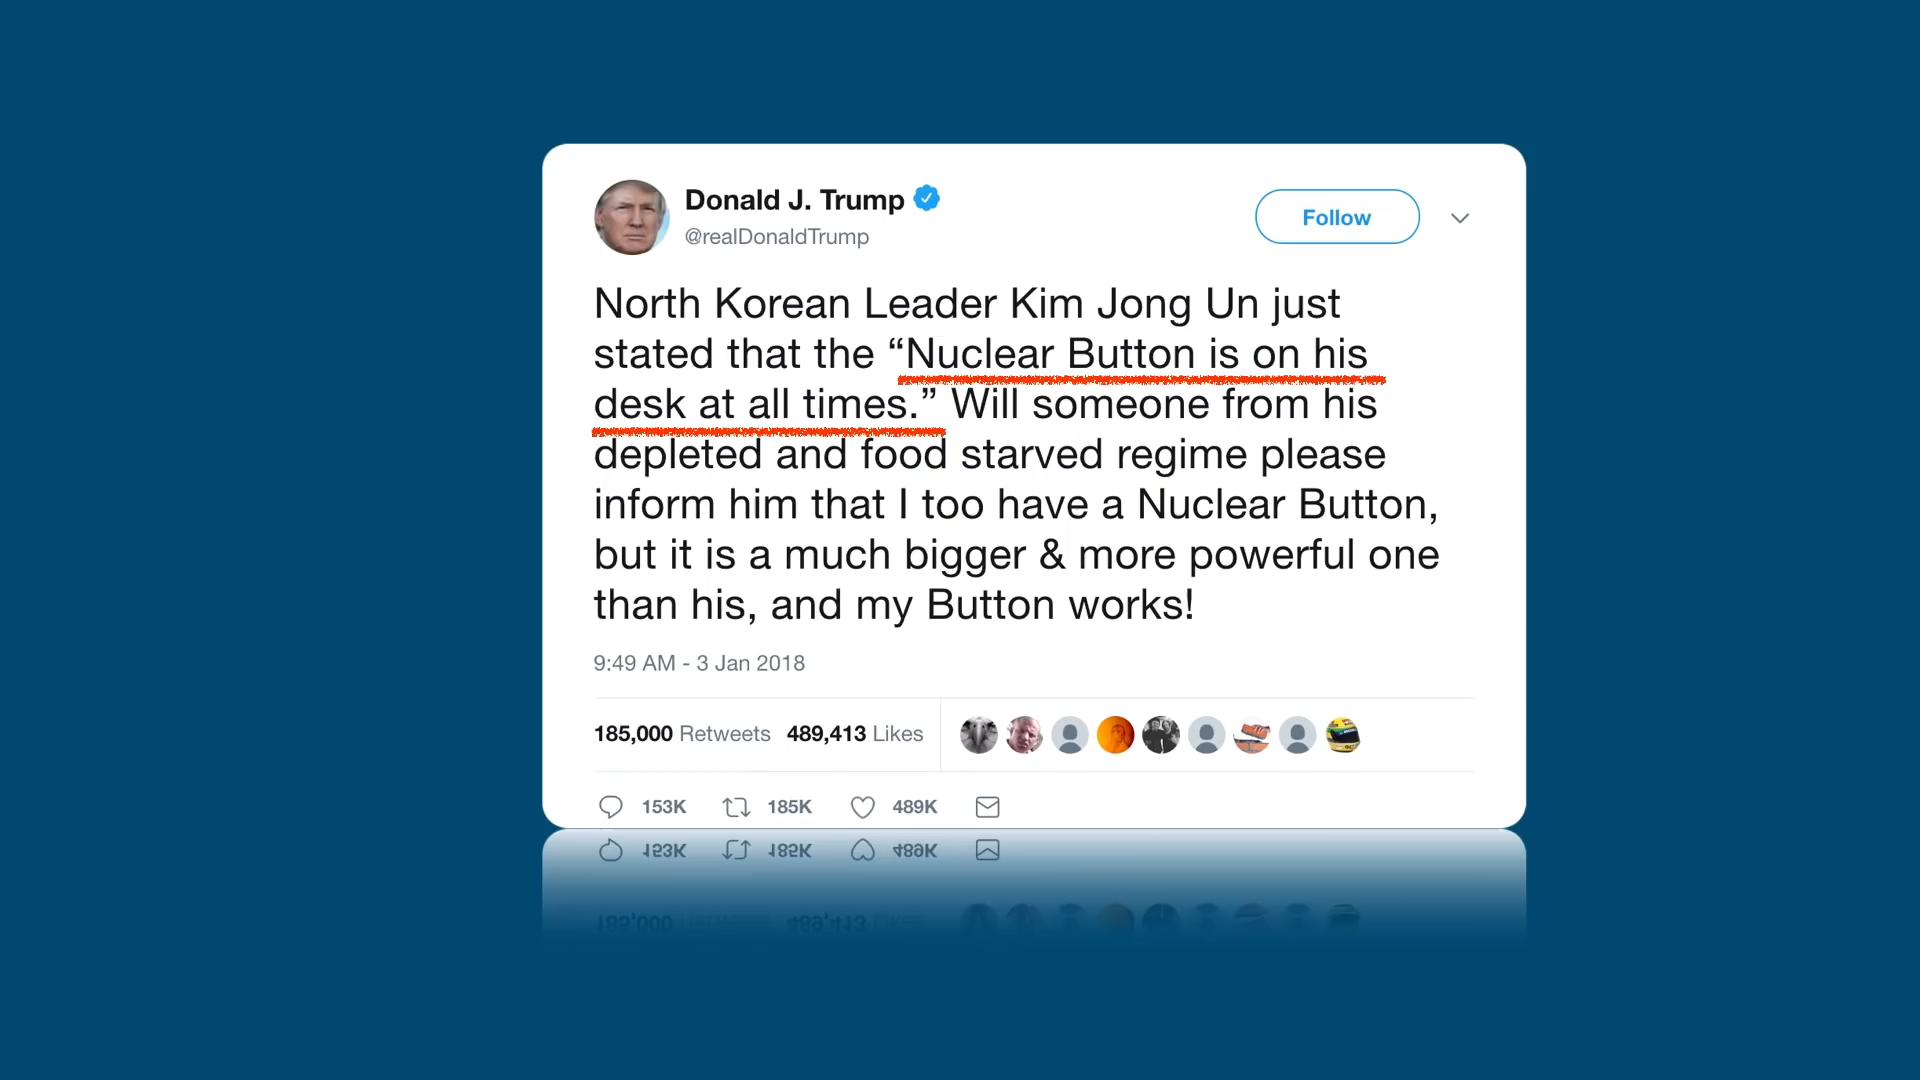 Donald J. Trump
@realDonaldTrump
Follow
North Korean Leader Kim Jong Un just
stated that the “Nuclear Button is on his
desk at all times.” Will someone from his
depleted and food starved regime please
inform him that I too have a Nuclear Button,
but it is a much bigger & more powerful one
than his, and my Button works!
9:49 AM - 3 Jan 2018
185,000 Retweets 489,413 Likes
153K 185K 489K